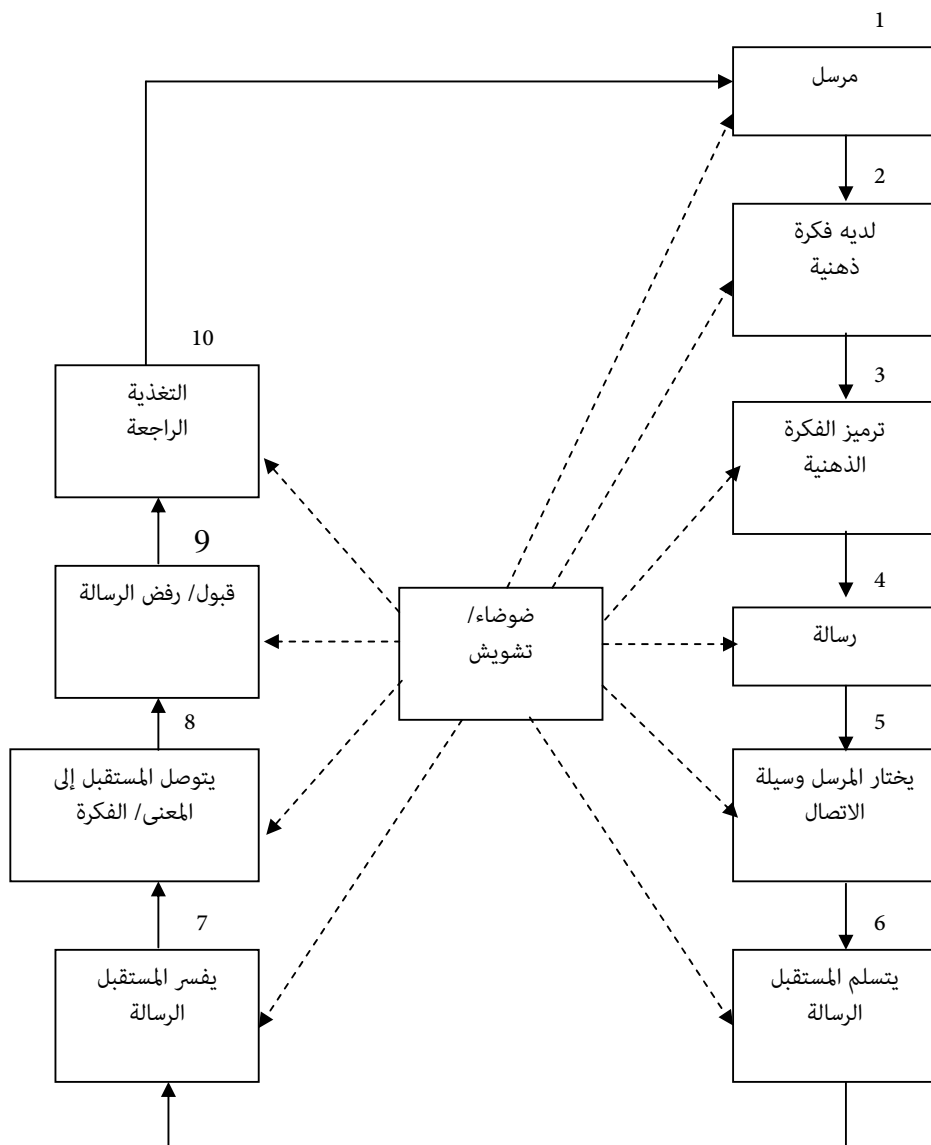 1
مرسل
2
لديه فكرة
ذهنية
3
ترميز الفكرة
الذهنية
4
رسالة
5
يختار المرسل وسيلة
الاتصال
6
يتسلم المستقبل
الرسالة
7
يفسر المستقبل
الرسالة
8
يتوصل المستقبل إلى
المعنى/ الفكرة
9
قبول/ رفض الرسالة
10
التغذية
الراجعة
ضوضاء/
تشويش